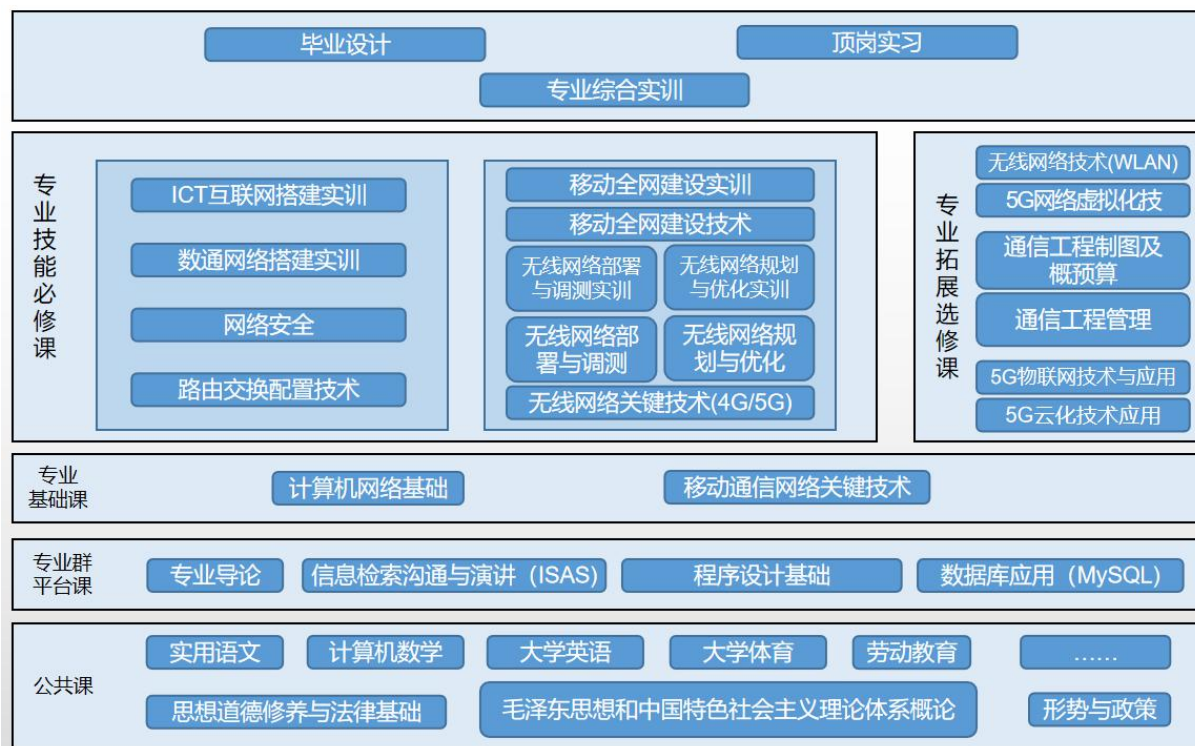 毕业设计
顶岗实习
专业综合实训
专业技能必修课
ICT互联网搭建实训
数通网络搭建实训
网络安全
路由交换配置技术
移动全网建设实训
移动全网建设技术
无线网络部署
与调测实训
无线网络规划
与优化实训
无线网络部
署与调测
无线网络规
划与优化
无线网络关键技术(4G/5G)
专业拓展选修课
无线网络技术(WLAN)
5G网络虚拟化技
通信工程制图及
概预算
通信工程管理
5G物联网技术与应用
5G云化技术应用
专业
基础课
计算机网络基础
移动通信网络关键技术
专业群
平台课
专业导论
信息检索沟通与演讲（ISAS)
程序设计基础
数据库应用（MySQL）
公共课
实用语文
计算机数学
大学英语
大学体育
劳动教育
……
思想道德修养与法律基础
毛泽东思想和中国特色社会主义理论体系概论
形势与政策